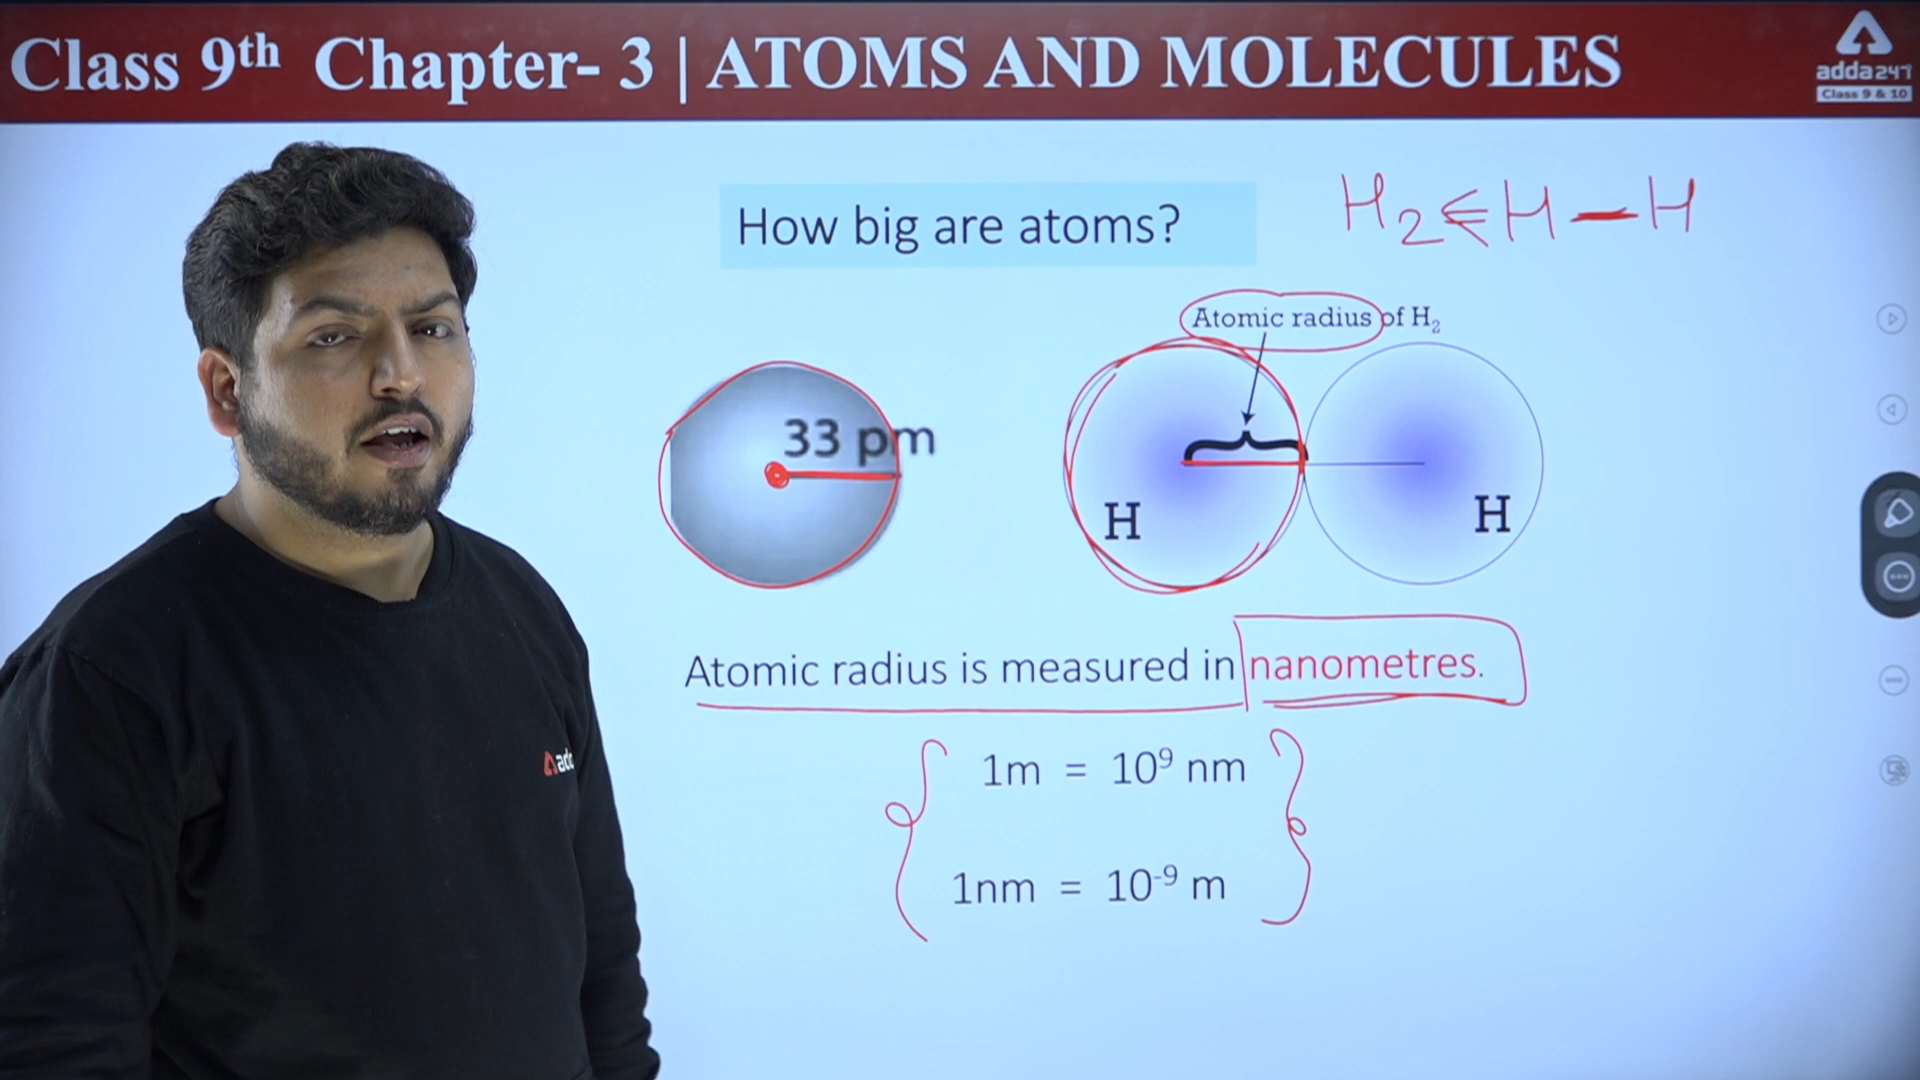 Class 9th Chapter- 3 | ATOMS AND MOLECULES
adda247
Class 9 & 10
How big are atoms?
H₂ ⋲ H — H
Atomic radius of H₂
33 pm
H
H
Atomic radius is measured in nanometres.
1m = 10⁹ nm
1nm = 10⁻⁹ m
add